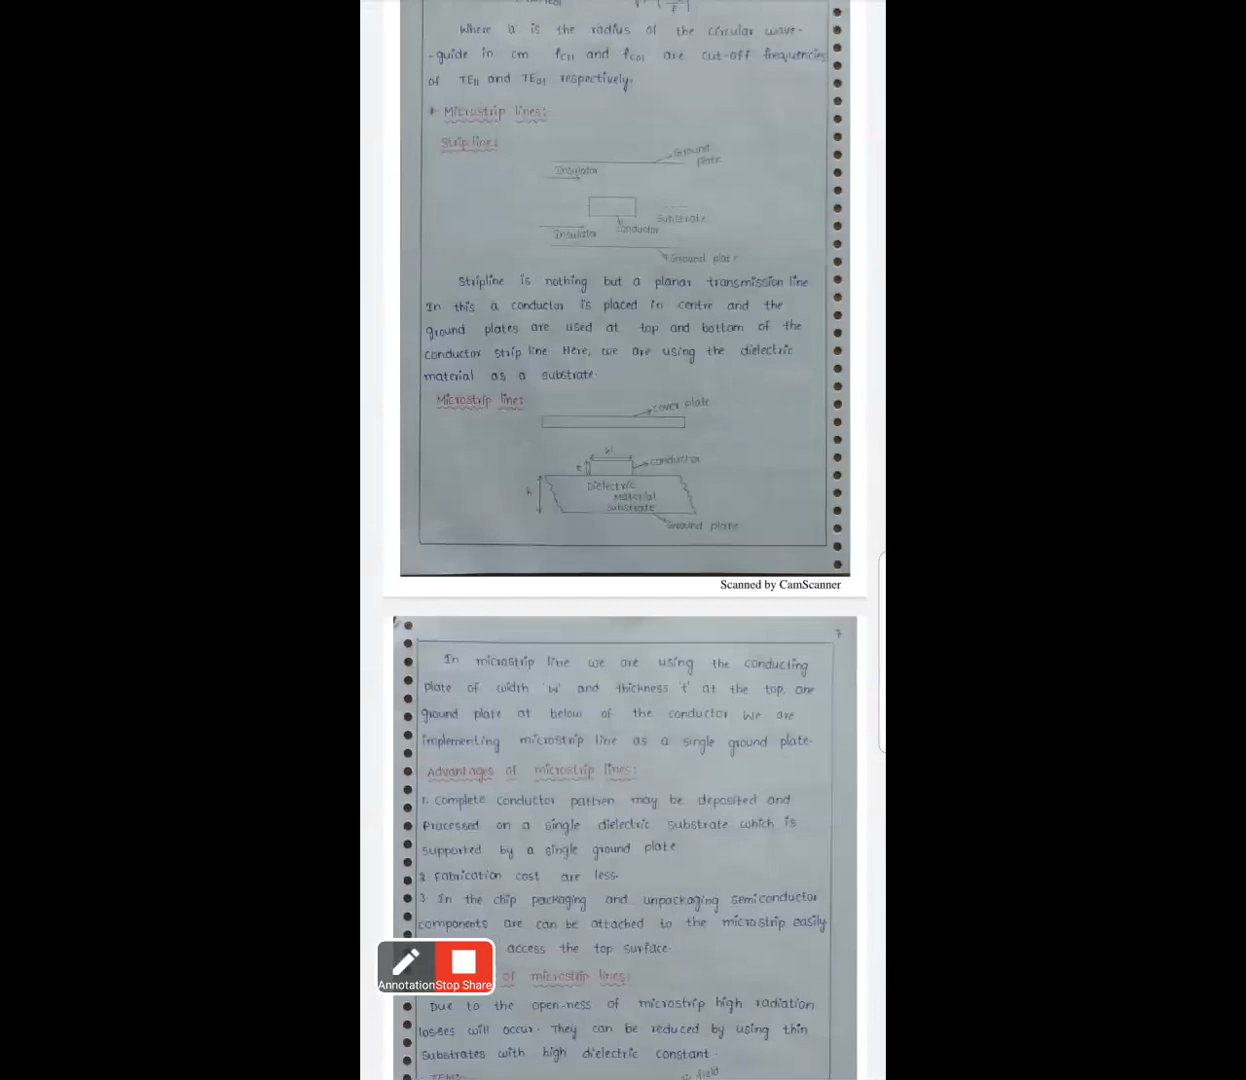 Where 'a' is the radius of the circular wave-
-guide in cm fc11 and fc01 are cut-off frequencies
of TE11 and TE01 respectively.
* Microstrip lines:
Strip line:
Ground
plate
Insulator
Substrate
conductor
Insulator
Ground plate
Stripline is nothing but a planar transmission line
In this a conductor is placed in centre and the
ground plates are used at top and bottom of the
conductor strip line Here, we are using the dielectric
material as a substrate.
Microstrip line:
cover plate
w
t
conductor
h
Dielectric
Material
Substrate
Ground plate
Scanned by CamScanner
7
In microstrip line we are using the conducting
plate of width 'w' and thickness 't' at the top, one
ground plate at below of the conductor we are
implementing microstrip line as a single ground plate.
Advantages of microstrip lines:
1. complete conductor pattren may be deposited and
Processed on a single dielectric substrate which is
supported by a single ground plate
2. Fabrication cost are less.
3. In the chip packaging and unpackaging semiconductor
components are can be attached to the microstrip easily
access the top surface.
of microstrip lines:
Annotation Stop Share
Due to the open-ness of microstrip high radiation
losses will occur. They can be reduced by using thin
substrates with high dielectric constant.
TEM:
field